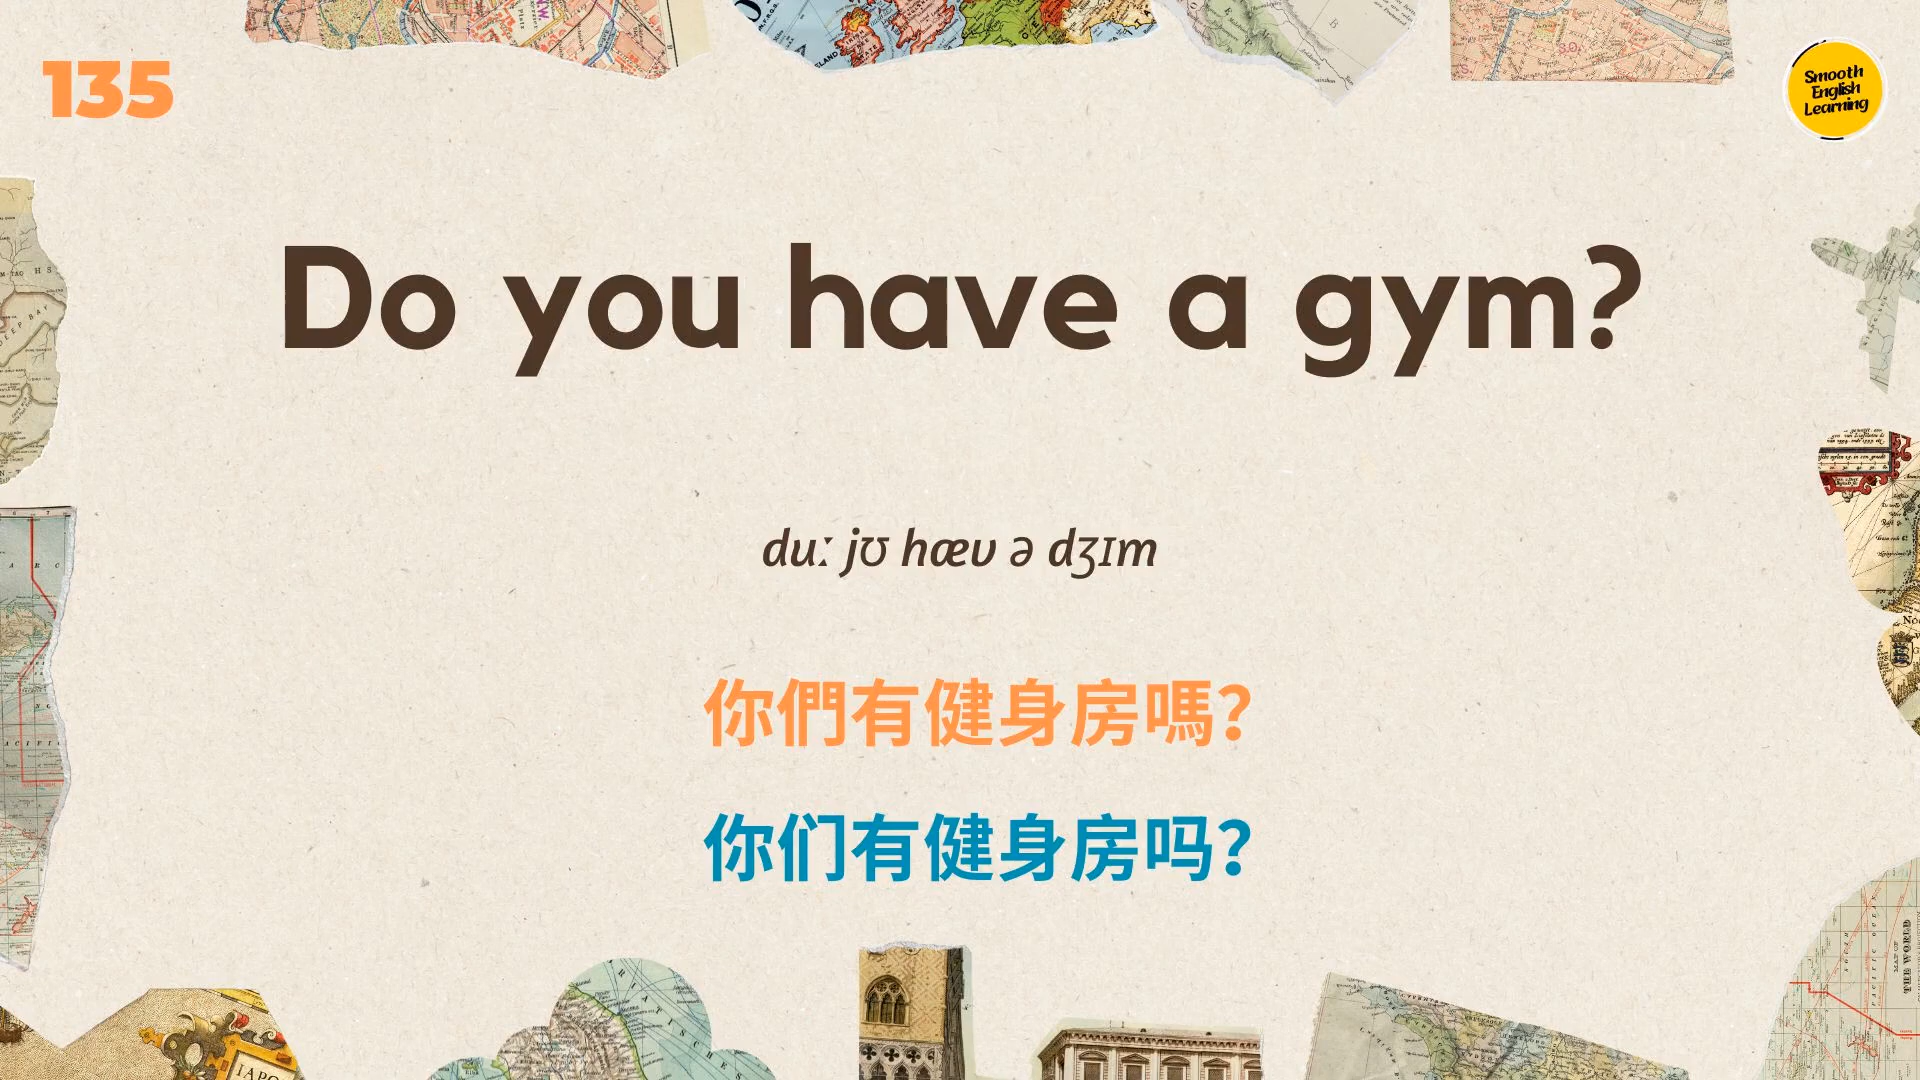 135
Smooth
English
Learning
Do you have a gym?
duː jʊ hæv ə dʒɪm
你們有健身房嗎？
你们有健身房吗？